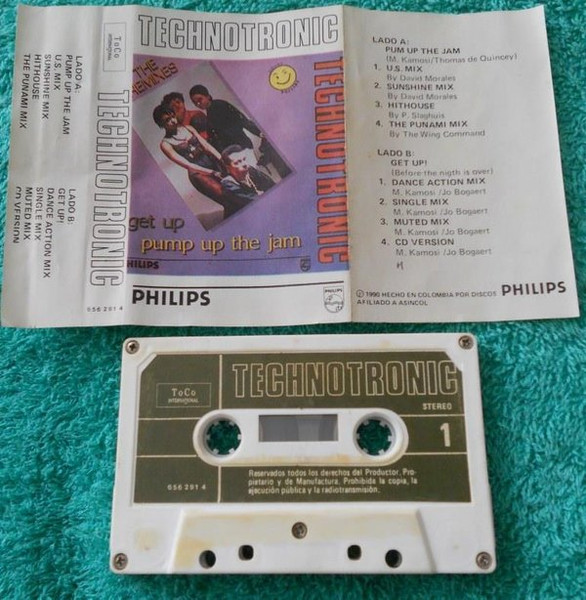 LADO A:
PUMP UP THE JAM
U.S. MIX
SUNSHINE MIX
HITHOUSE
THE PUNAMI MIX
LADO B:
GET UP!
DANCE ACTION MIX
SINGLE MIX
MUTED MIX
CD VERSION
ToCo
INTERNATIONAL
TECHNOTRONIC
056 291 4
TECHNOTRONIC
THE
REMIXES
TECHNOTRONIC
get up
pump up the jam
PHILIPS
PHILIPS
PHILIPS
LADO A:
PUM UP THE JAM
(M. Kamosi/Thomas de Quincey)
1. U.S. MIX
By David Morales
2. SUNSHINE MIX
By David Morales
3. HITHOUSE
By P. Slaghuis
4. THE PUNAMI MIX
By The Wing Command
LADO B:
GET UP!
(Before the nigth is over)
1. DANCE ACTION MIX
M. Kamosi /Jo Bogaert
2. SINGLE MIX
M. Kamosi /Jo Bogaert
3. MUTED MIX
M. Kamosi /Jo Bogaert
4. CD VERSION
M. Kamosi /Jo Bogaert
℗ 1990 HECHO EN COLOMBIA POR DISCOS PHILIPS
AFILIADO A ASINCOL
ToCo
INTERNATIONAL
TECHNOTRONIC
STEREO
1
056 291 4
Reservados todos los derechos del Productor, Pro-
pietario y de Manufactura. Prohibida la copia, la
ejecución pública y la radiotransmisión.